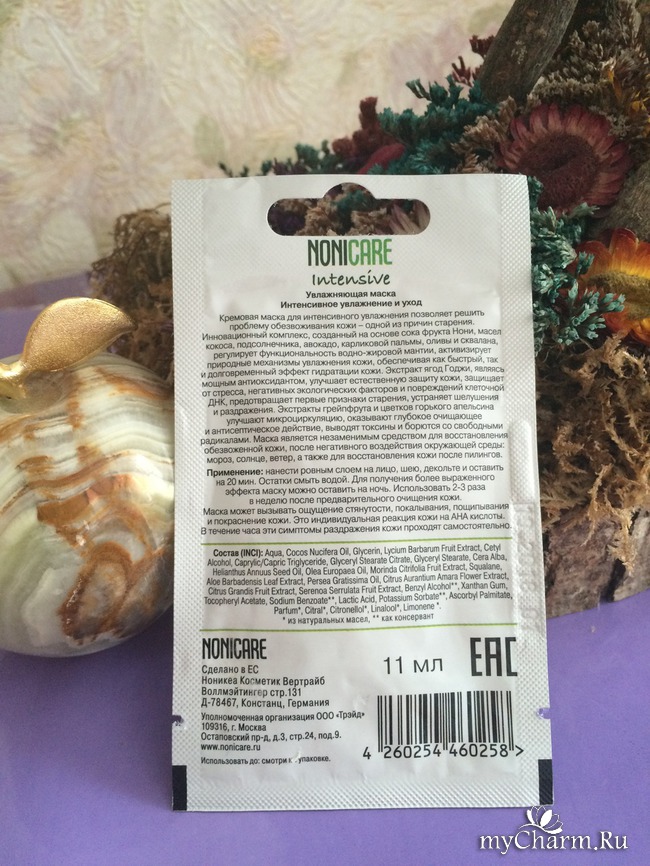 NONICARE
Intensive
Увлажняющая маска
Интенсивное увлажнение и уход
Кремовая маска для интенсивного увлажнения позволяет решить
проблему обезвоживания кожи – одной из причин старения.
Инновационный комплекс, созданный на основе сока фрукта Нони, масел
кокоса, подсолнечника, авокадо, карликовой пальмы, оливы и сквалана,
регулирует функциональность водно-жировой мантии, активизирует
природные механизмы увлажнения кожи, обеспечивая как быстрый, так
и долговременный эффект гидратации кожи. Экстракт ягод Годжи, являясь
мощным антиоксидантом, улучшает естественную защиту кожи, защищает
от стресса, негативных экологических факторов и повреждений клеточной
ДНК, предотвращает первые признаки старения, устраняет шелушения
и раздражения. Экстракты грейпфрута и цветков горького апельсина
улучшают микроциркуляцию, оказывают глубокое очищающее
и антисептическое действие, выводят токсины и борются со свободными
радикалами. Маска является незаменимым средством для восстановления
обезвоженной кожи, после негативного воздействия окружающей среды:
мороз, солнце, ветер, а также для восстановления кожи после пилингов.
Применение: нанести ровным слоем на лицо, шею, декольте и оставить
на 20 мин. Остатки смыть водой. Для получения более выраженного
эффекта маску можно оставить на ночь. Использовать 2-3 раза
в неделю после предварительного очищения кожи.
Маска может вызывать ощущение стянутости, покалывания, пощипывания
и покраснение кожи. Это индивидуальная реакция кожи на АНА кислоты.
В течение часа эти симптомы раздражения кожи проходят самостоятельно.
Состав (INCI): Aqua, Cocos Nucifera Oil, Glycerin, Lycium Barbarum Fruit Extract, Cetyl
Alcohol, Caprylic/Capric Triglyceride, Glyceryl Stearate Citrate, Glyceryl Stearate, Cera Alba,
Helianthus Annus Seed Oil, Olea Europaea Oil, Morinda Citrifolia Fruit Extract, Squalane,
Aloe Barbadensis Leaf Extract, Persea Gratissima Oil, Citrus Aurantium Amara Flower Extract,
Citrus Grandis Fruit Extract, Serenoa Serrulata Fruit Extract, Benzyl Alcohol**, Xanthan Gum,
Tocopheryl Acetate, Sodium Benzoate**, Lactic Acid, Potassium Sorbate**, Ascorbyl Palmitate,
Parfum*, Citral*, Citronellol*, Linalool*, Limonene *
* из натуральных масел, ** как консервант
NONICARE
Сделано в ЕС
Ноникеа Косметик Вертрайб
Воллмэйтингер стр.131
Д-78467, Констанц, Германия
11 мл
EAC
Уполномоченная организация ООО «Трэйд»
109316, г. Москва
Остаповский пр-д, д.3, стр.24, под.9.
www.nonicare.ru
Использовать до: смотри на упаковке.
4 260254 460258 >
myCharm.Ru